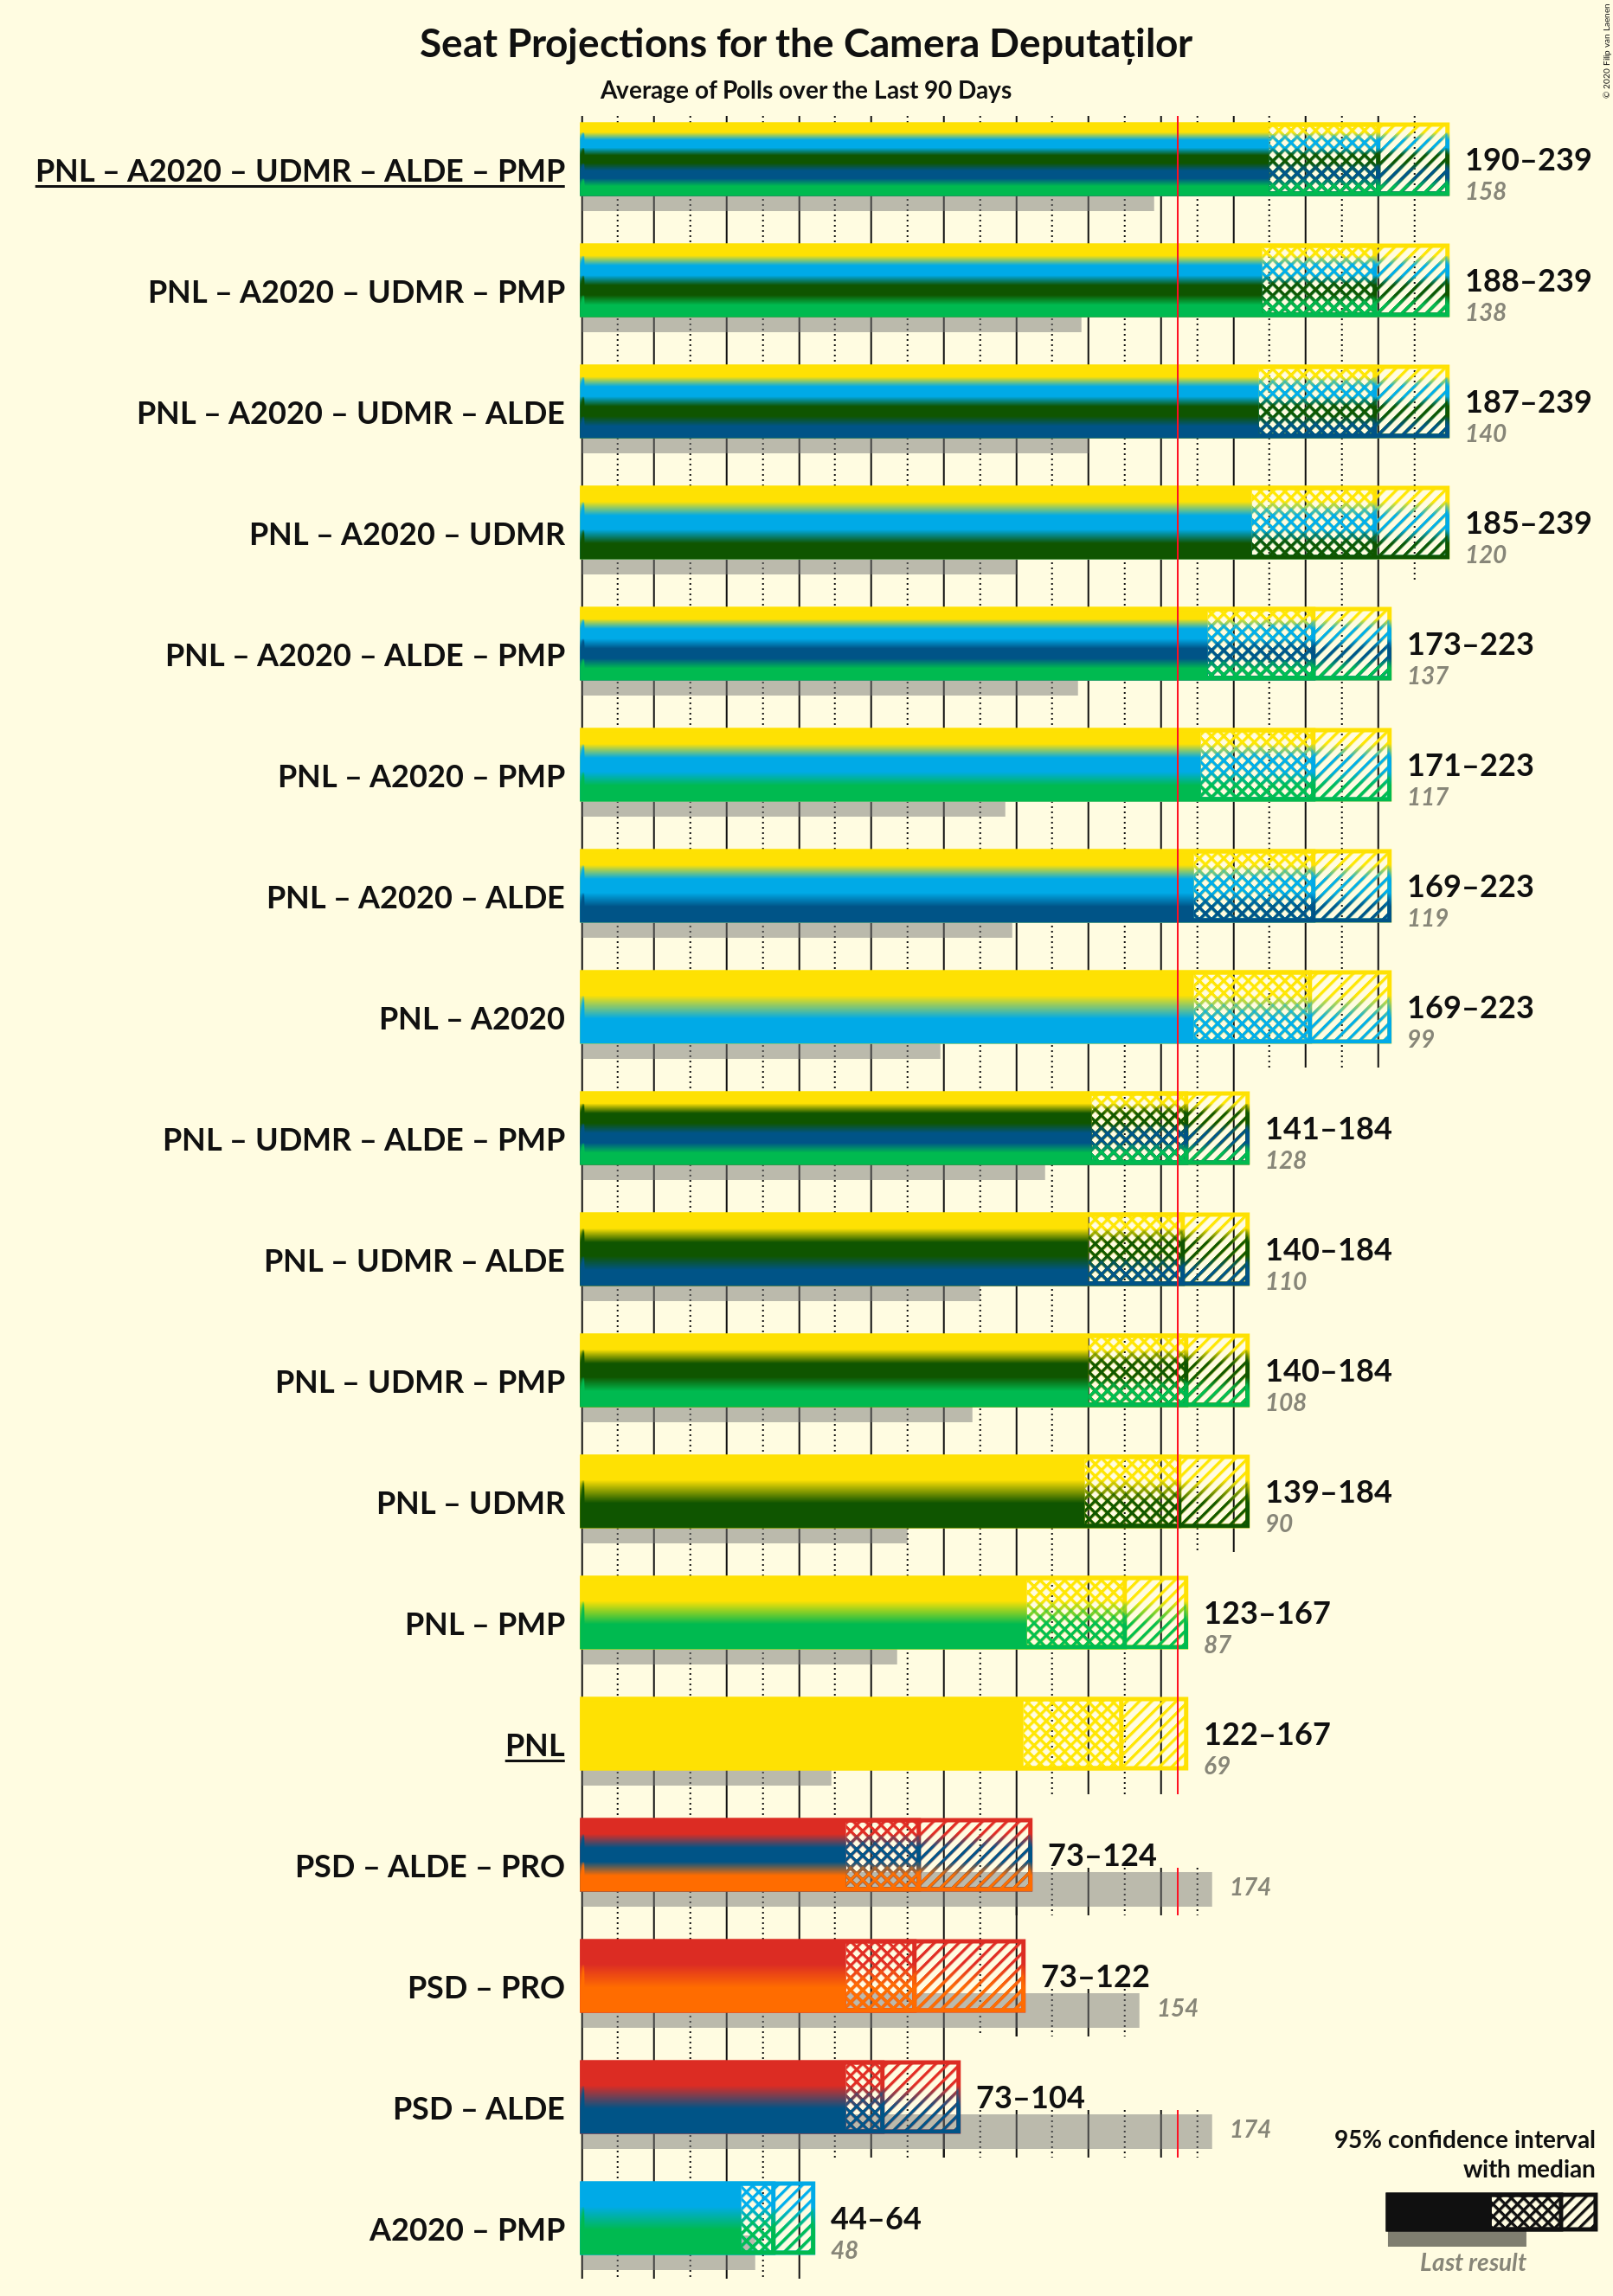 © 2020 Filip van Laenen
Seat Projections for the Camera Deputaților
Average of Polls over the Last 90 Days
PNL – A2020 – UDMR – ALDE – PMP
190–239
158
PNL – A2020 – UDMR – PMP
188–239
138
PNL – A2020 – UDMR – ALDE
187–239
140
PNL – A2020 – UDMR
185–239
120
PNL – A2020 – ALDE – PMP
173–223
137
PNL – A2020 – PMP
171–223
117
PNL – A2020 – ALDE
169–223
119
PNL – A2020
169–223
99
PNL – UDMR – ALDE – PMP
141–184
128
PNL – UDMR – ALDE
140–184
110
PNL – UDMR – PMP
140–184
108
PNL – UDMR
139–184
90
PNL – PMP
123–167
87
PNL
122–167
69
PSD – ALDE – PRO
73–124
174
PSD – PRO
73–122
154
PSD – ALDE
73–104
174
A2020 – PMP
44–64
48
95% confidence interval
with median
Last result